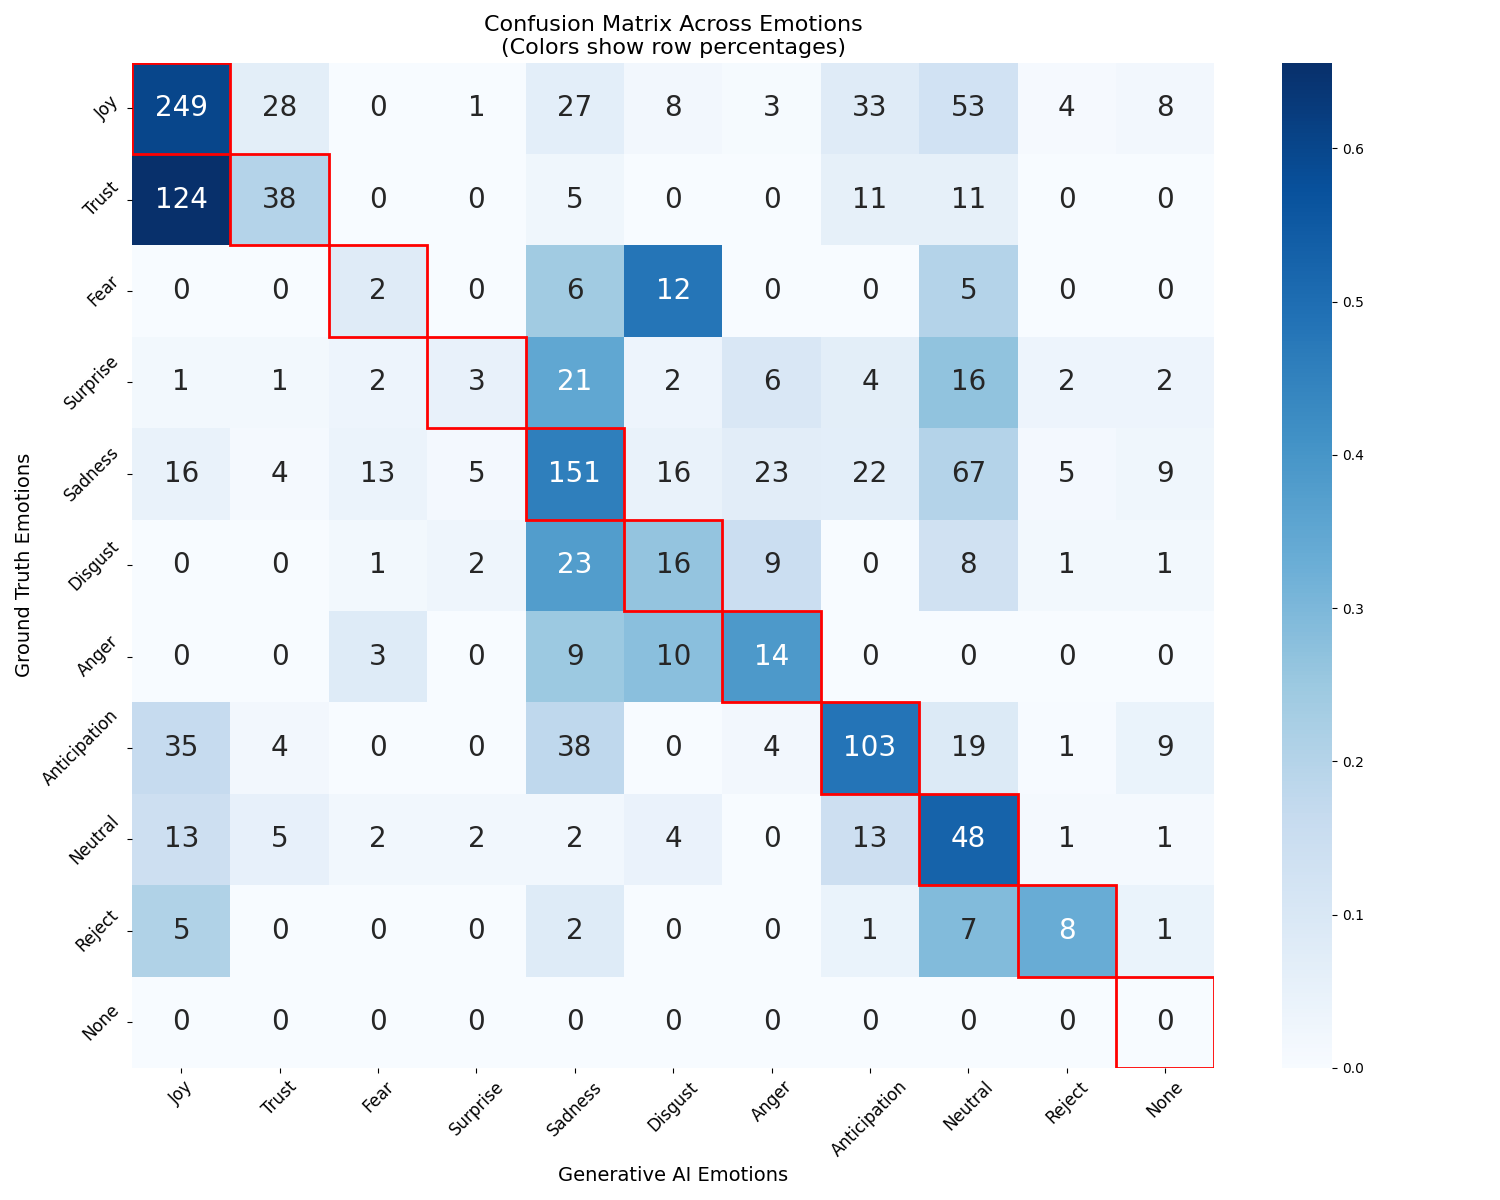 Confusion Matrix Across Emotions
(Colors show row percentages)
Joy 249 28 0 1 27 8 3 33 53 4 8
Trust 124 38 0 0 5 0 0 11 11 0 0
Fear 0 0 2 0 6 12 0 0 5 0 0
Surprise 1 1 2 3 21 2 6 4 16 2 2
Sadness 16 4 13 5 151 16 23 22 67 5 9
Disgust 0 0 1 2 23 16 9 0 8 1 1
Anger 0 0 3 0 9 10 14 0 0 0 0
Anticipation 35 4 0 0 38 0 4 103 19 1 9
Neutral 13 5 2 2 2 4 0 13 48 1 1
Reject 5 0 0 0 2 0 0 1 7 8 1
None 0 0 0 0 0 0 0 0 0 0 0
Joy Trust Fear Surprise Sadness Disgust Anger Anticipation Neutral Reject None
Generative AI Emotions
Ground Truth Emotions
0.6
0.5
0.4
0.3
0.2
0.1
0.0